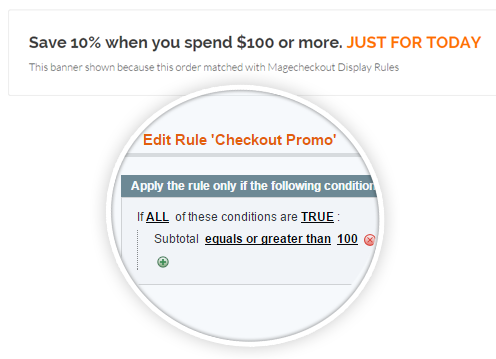 Save 10% when you spend $100 or more. JUST FOR TODAY
This banner shown because this order matched with Magecheckout Display Rules
Edit Rule 'Checkout Promo'
Apply the rule only if the following condition
If ALL of these conditions are TRUE :
Subtotal equals or greater than 100